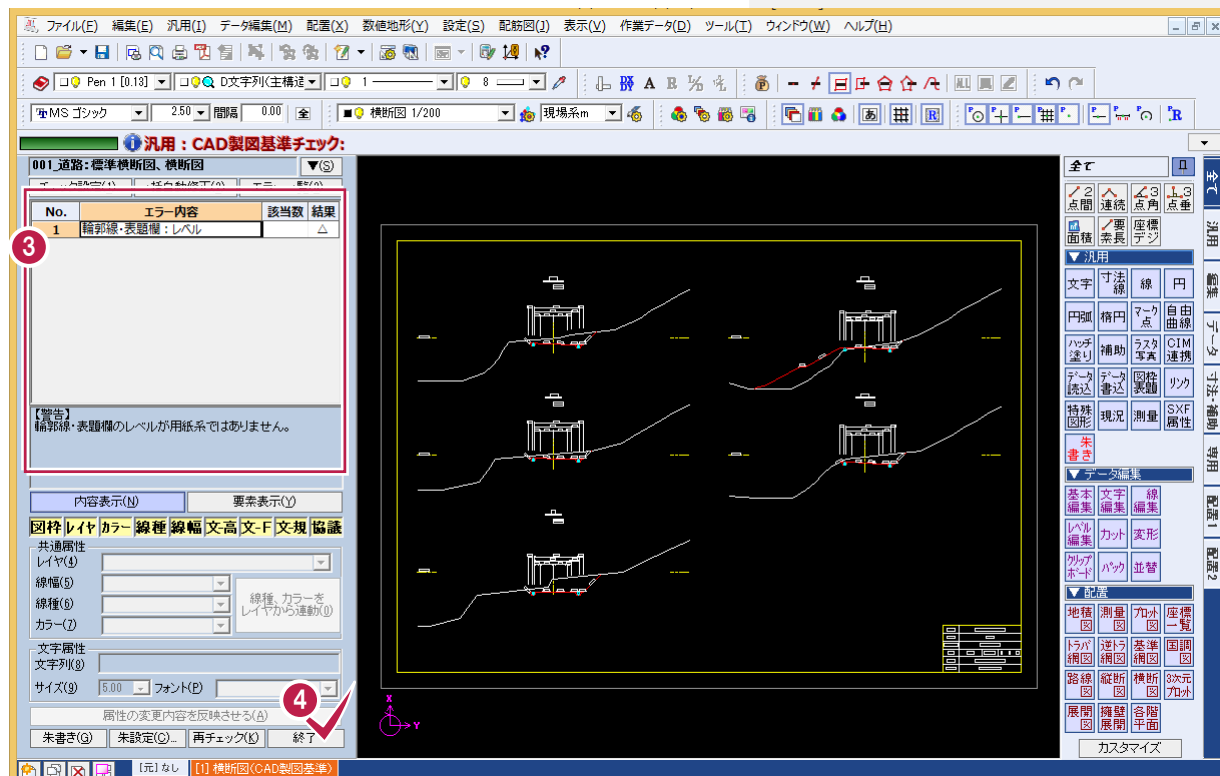 ファイル(F) 編集(E) 汎用(I) データ編集(M) 配置(X) 数値地形(Y) 設定(S) 配筋図(J) 表示(V) 作業データ(D) ツール(T) ウィンドウ(W) ヘルプ(H)
Pen 1 [0.13] D文字列(主構造 1 8
MS ゴシック 2.50 間隔 0.00 全 横断図 1/200 現場系m
汎用：CAD製図基準チェック:
001_道路：標準横断図、横断図 ▼(S)
No. エラー内容 該当数 結果
1 輪郭線・表題欄：レベル △
3
【警告】
輪郭線・表題欄のレベルが用紙系ではありません。
内容表示(N) 要素表示(Y)
図枠 レイヤ カラー 線種 線幅 文-高 文-F 文-規 協議
共通属性
レイヤ(4)
線幅(5)
線種(6)
カラー(7)
線種、カラーを
レイヤから連動(0)
文字属性
文字列(8)
サイズ(9) 5.00 フォント(P)
属性の変更内容を反映させる(A)
4
朱書き(G) 朱設定(C)... 再チェック(K) 終了
[元] なし [1] 横断図(CAD製図基準)
X
Y
全て
2点間 連続 3点角 3点垂
面積 要素長 座標デジ
▼ 汎用
文字 寸法線 線 円
円弧 楕円 マーク点 自由曲線
ハッチ塗り 補助 ラスタ写真 CIM連携
データ読込 データ書込 図枠表題 リンク
特殊図形 現況 測量 SXF属性
朱書き
▼ データ編集
基本編集 文字編集 線編集
レベル編集 カット 変形
クリップボード パック 並替
▼ 配置
地積図 測量図 プロット図 座標一覧
トラバ網図 逆トラ網図 基準網図 国調図
路線図 縦断図 横断図 3次元プロット
展開図 擁壁展開 各階平面
カスタマイズ
全て
汎用
編集
データ
寸法・補助
専用
配置1
配置2